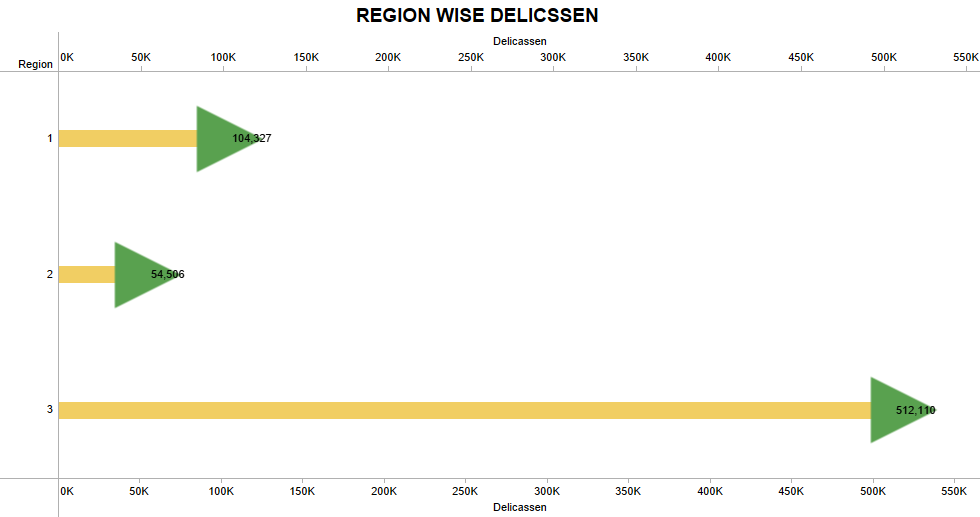 REGION WISE DELICSSEN
Delicassen
0K 50K 100K 150K 200K 250K 300K 350K 400K 450K 500K 550K
Region
1 104,327
2 54,506
3 512,110
0K 50K 100K 150K 200K 250K 300K 350K 400K 450K 500K 550K
Delicassen